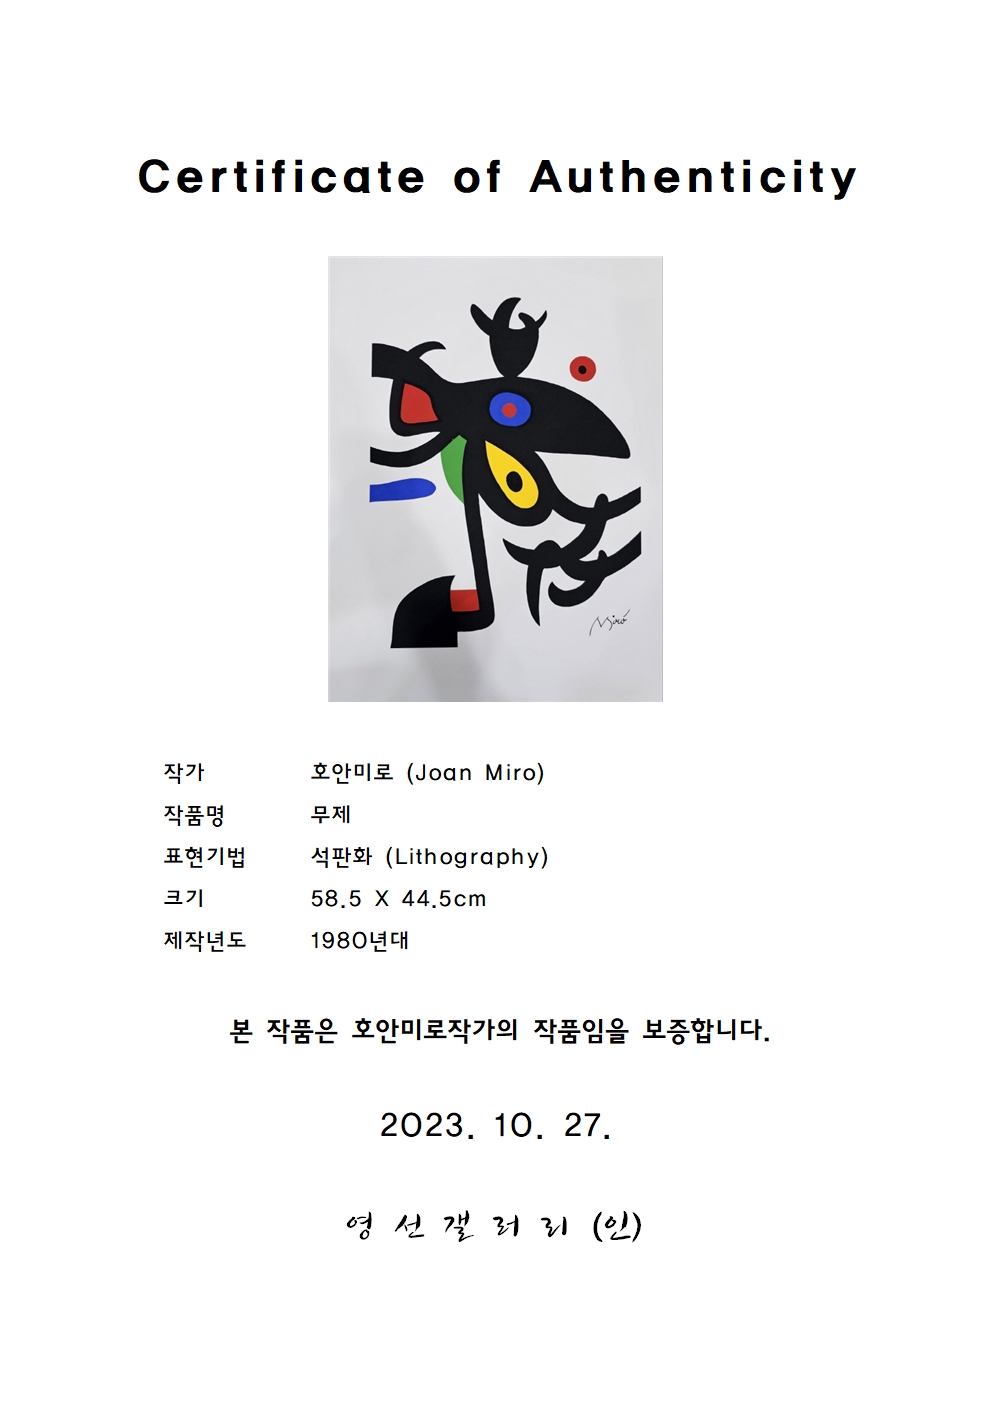 Certificate of Authenticity
Miró
작가 호안미로 (Joan Miro)
작품명 무제
표현기법 석판화 (Lithography)
크기 58.5 X 44.5cm
제작년도 1980년대
본 작품은 호안미로작가의 작품임을 보증합니다.
2023. 10. 27.
영 선 갤 러 리 (인)